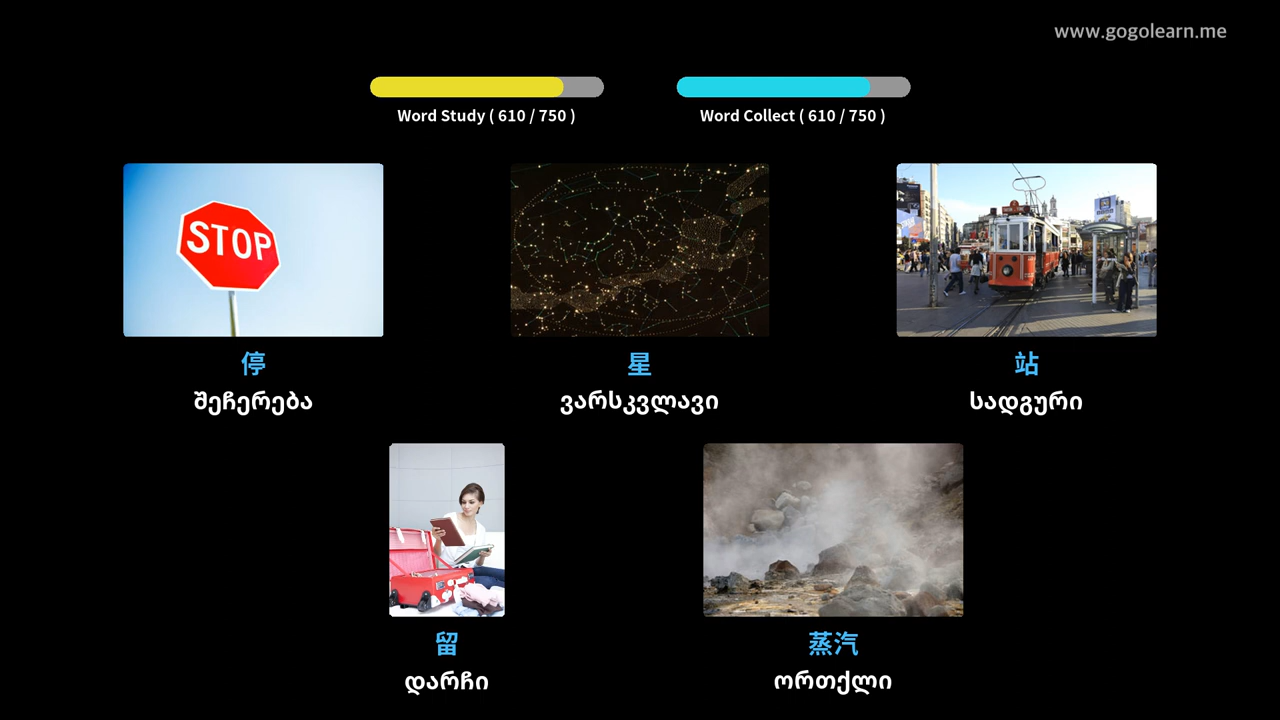 www.gogolearn.me
Word Study ( 610 / 750 )
Word Collect ( 610 / 750 )
STOP
停
შეჩერება
星
ვარსკვლავი
站
სადგური
留
დარჩი
蒸汽
ორთქლი